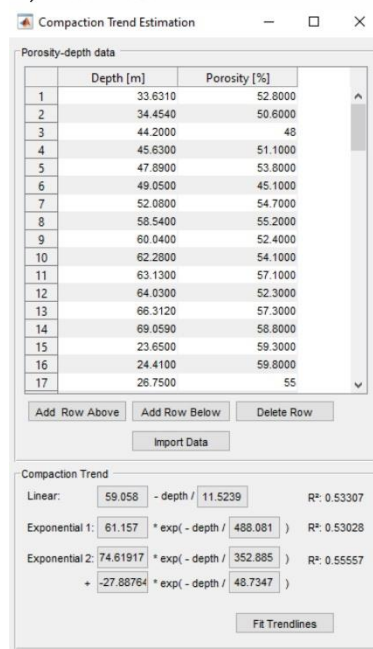 Compaction Trend Estimation
Porosity-depth data
Depth [m] Porosity [%]
1 33.6310 52.8000
2 34.4540 50.6000
3 44.2000 48
4 45.6300 51.1000
5 47.8900 53.8000
6 49.0500 45.1000
7 52.0800 54.7000
8 58.5400 55.2000
9 60.0400 52.4000
10 62.2800 54.1000
11 63.1300 57.1000
12 64.0300 52.3000
13 66.3120 57.3000
14 69.0590 58.8000
15 23.6500 59.3000
16 24.4100 59.8000
17 26.7500 55
Add Row Above Add Row Below Delete Row
Import Data
Compaction Trend
Linear: 59.058 - depth / 11.5239 R²: 0.53307
Exponential 1: 61.157 * exp( - depth / 488.081 ) R²: 0.53028
Exponential 2: 74.61917 * exp( - depth / 352.885 ) R²: 0.55557
+ -27.88764 * exp( - depth / 48.7347 )
Fit Trendlines